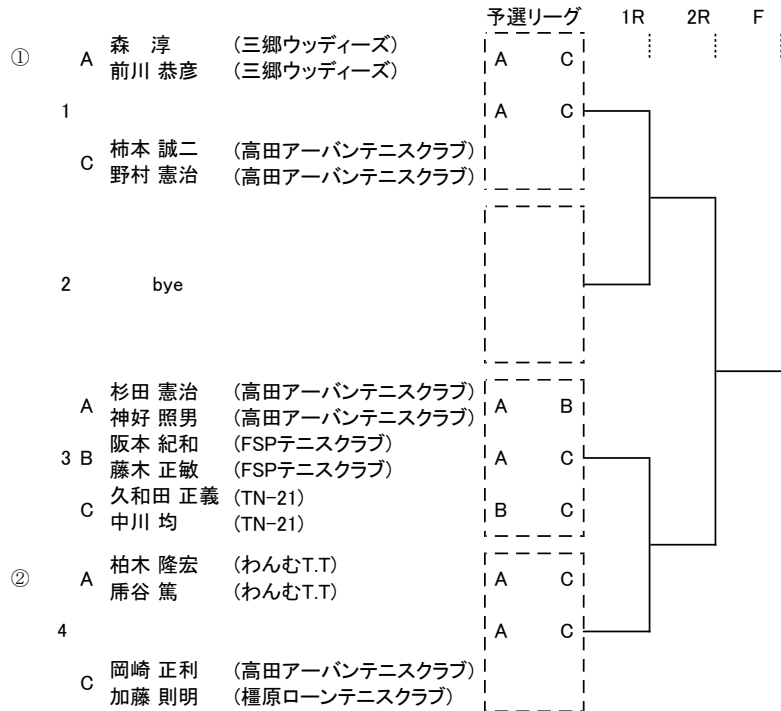 予選リーグ 1R 2R F
① A 森 淳 (三郷ウッディーズ) A C
前川 恭彦 (三郷ウッディーズ)
1 A C
C 柿本 誠二 (高田アーバンテニスクラブ)
野村 憲治 (高田アーバンテニスクラブ)
2 bye
A 杉田 憲治 (高田アーバンテニスクラブ) A B
神好 照男 (高田アーバンテニスクラブ)
3 B 阪本 紀和 (FSPテニスクラブ) A C
藤木 正敏 (FSPテニスクラブ)
C 久和田 正義 (TN-21) B C
中川 均 (TN-21)
② A 柏木 隆宏 (わんむT.T) A C
乕谷 篤 (わんむT.T)
4 A C
C 岡崎 正利 (高田アーバンテニスクラブ)
加藤 則明 (橿原ローンテニスクラブ)